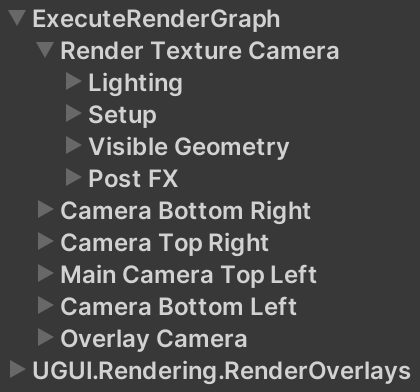 ExecuteRenderGraph
Render Texture Camera
Lighting
Setup
Visible Geometry
Post FX
Camera Bottom Right
Camera Top Right
Main Camera Top Left
Camera Bottom Left
Overlay Camera
UGUI.Rendering.RenderOverlays